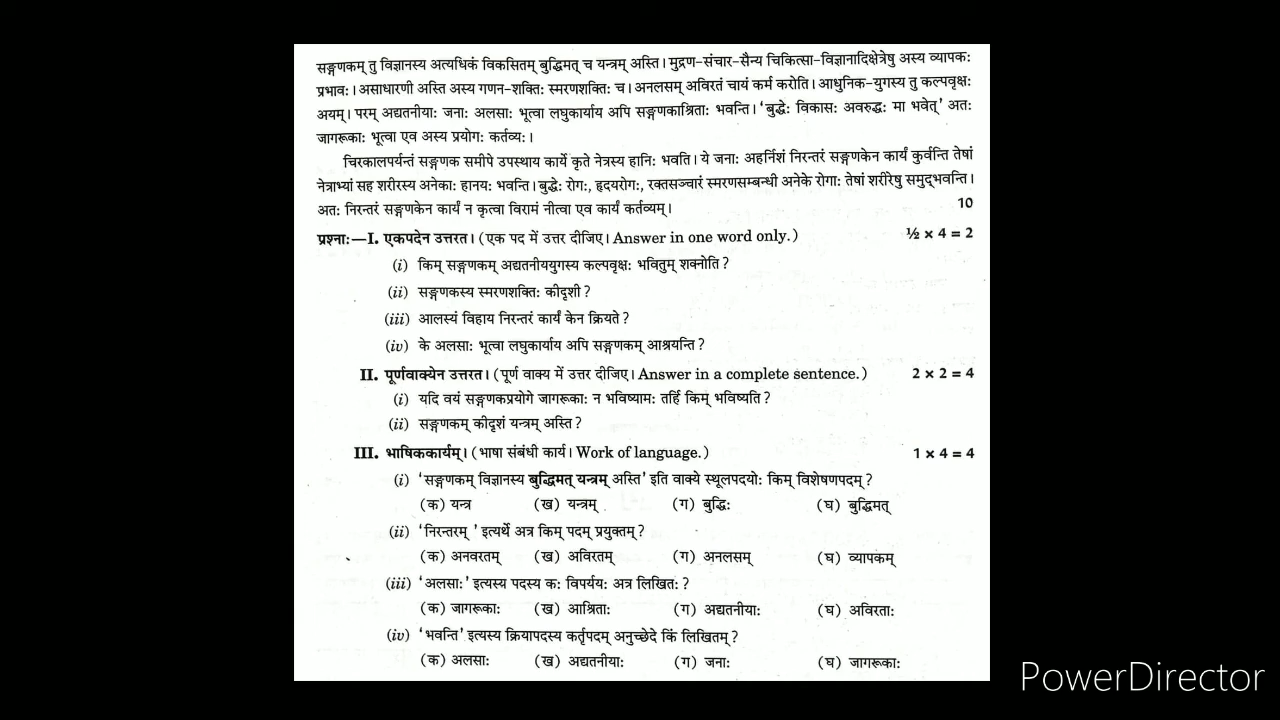 सङ्गणकम् तु विज्ञानस्य अत्यधिकं विकसितम् बुद्धिमत् च यन्त्रम् अस्ति। मुद्रण-संचार-सैन्य चिकित्सा-विज्ञानादिक्षेत्रेषु अस्य व्यापकः
प्रभावः। असाधारणी अस्ति अस्य गणन-शक्तिः स्मरणशक्तिः च। अनलसम् अविरतं चायं कर्म करोति। आधुनिक-युगस्य तु कल्पवृक्षः
अयम्। परम् अद्यतनीयाः जनाः अलसाः भूत्वा लघुकार्याय अपि सङ्गणकाश्रिताः भवन्ति। ‘बुद्धेः विकासः अवरुद्धः मा भवेत्’ अतः
जागरूकाः भूत्वा एव अस्य प्रयोगः कर्तव्यः।
चिरकालपर्यन्तं सङ्गणक समीपे उपस्थाय कार्ये कृते नेत्रस्य हानिः भवति। ये जनाः अहर्निशं निरन्तरं सङ्गणकेन कार्यं कुर्वन्ति तेषां
नेत्राभ्यां सह शरीरस्य अनेकाः हानयः भवन्ति। बुद्धेः रोगः, हृदयरोगः, रक्तसञ्चारं स्मरणसम्बन्धी अनेके रोगाः तेषां शरीरेषु समुद्भवन्ति।
अतः निरन्तरं सङ्गणकेन कार्यं न कृत्वा विरामं नीत्वा एव कार्यं कर्तव्यम्। 10
प्रश्नाः—I. एकपदेन उत्तरत। (एक पद में उत्तर दीजिए। Answer in one word only.) ½ × 4 = 2
(i) किम् सङ्गणकम् अद्यतनीययुगस्य कल्पवृक्षः भवितुम् शक्नोति?
(ii) सङ्गणकस्य स्मरणशक्तिः कीदृशी?
(iii) आलस्यं विहाय निरन्तरं कार्यं केन क्रियते?
(iv) के अलसाः भूत्वा लघुकार्याय अपि सङ्गणकम् आश्रयन्ति?
II. पूर्णवाक्येन उत्तरत। (पूर्ण वाक्य में उत्तर दीजिए। Answer in a complete sentence.) 2 × 2 = 4
(i) यदि वयं सङ्गणकप्रयोगे जागरूकाः न भविष्यामः तर्हि किम् भविष्यति?
(ii) सङ्गणकम् कीदृशं यन्त्रम् अस्ति?
III. भाषिककार्यम्। (भाषा संबंधी कार्य। Work of language.) 1 × 4 = 4
(i) ‘सङ्गणकम् विज्ञानस्य बुद्धिमत् यन्त्रम् अस्ति’ इति वाक्ये स्थूलपदयोः किम् विशेषणपदम्?
(क) यन्त्र (ख) यन्त्रम् (ग) बुद्धिः (घ) बुद्धिमत्
(ii) ‘निरन्तरम् ’ इत्यर्थे अत्र किम् पदम् प्रयुक्तम्?
(क) अनवरतम् (ख) अविरतम् (ग) अनलसम् (घ) व्यापकम्
(iii) ‘अलसाः’ इत्यस्य पदस्य कः विपर्ययः अत्र लिखितः?
(क) जागरूकाः (ख) आश्रिताः (ग) अद्यतनीयाः (घ) अविरताः
(iv) ‘भवन्ति’ इत्यस्य क्रियापदस्य कर्तृपदम् अनुच्छेदे किं लिखितम्?
(क) अलसाः (ख) अद्यतनीयाः (ग) जनाः (घ) जागरूकाः
PowerDirector